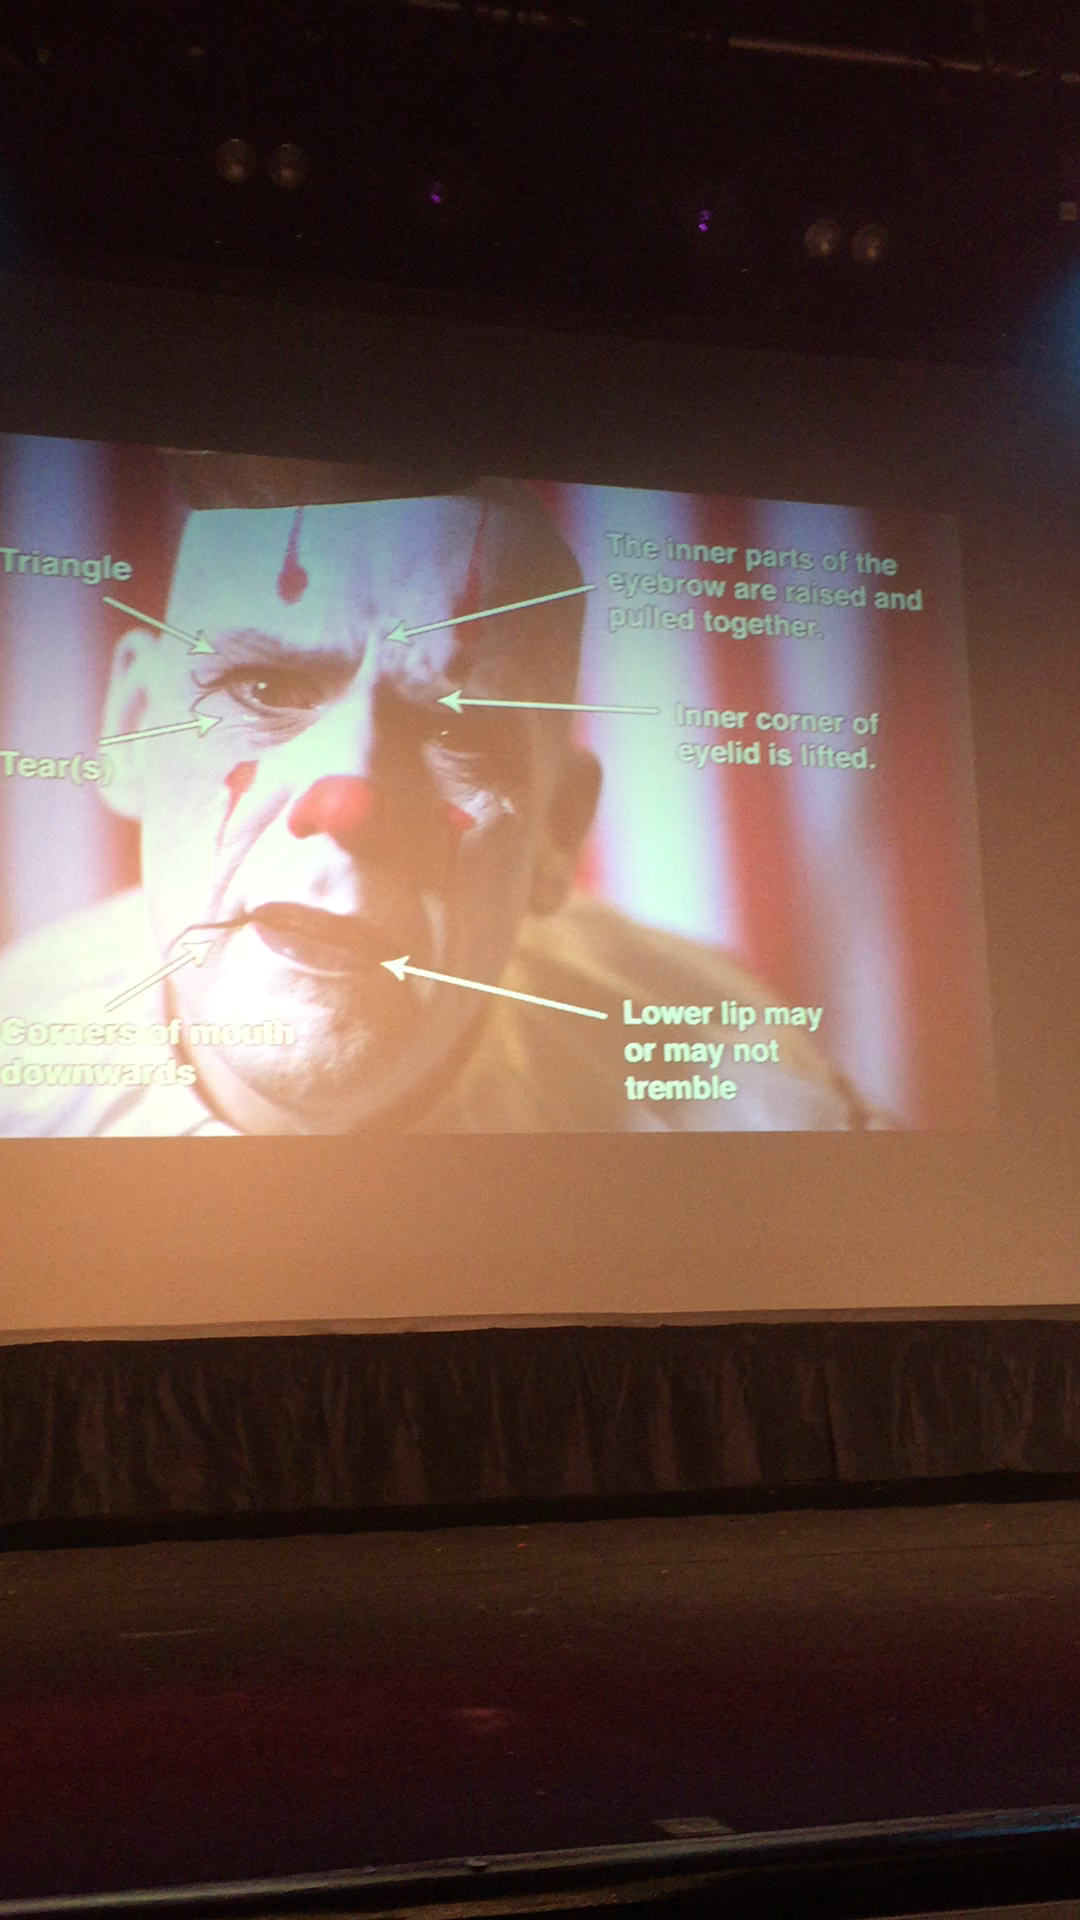 Triangle
The inner parts of the
eyebrow are raised and
pulled together.
Tear(s)
Inner corner of
eyelid is lifted.
Corners of mouth
downwards
Lower lip may
or may not
tremble